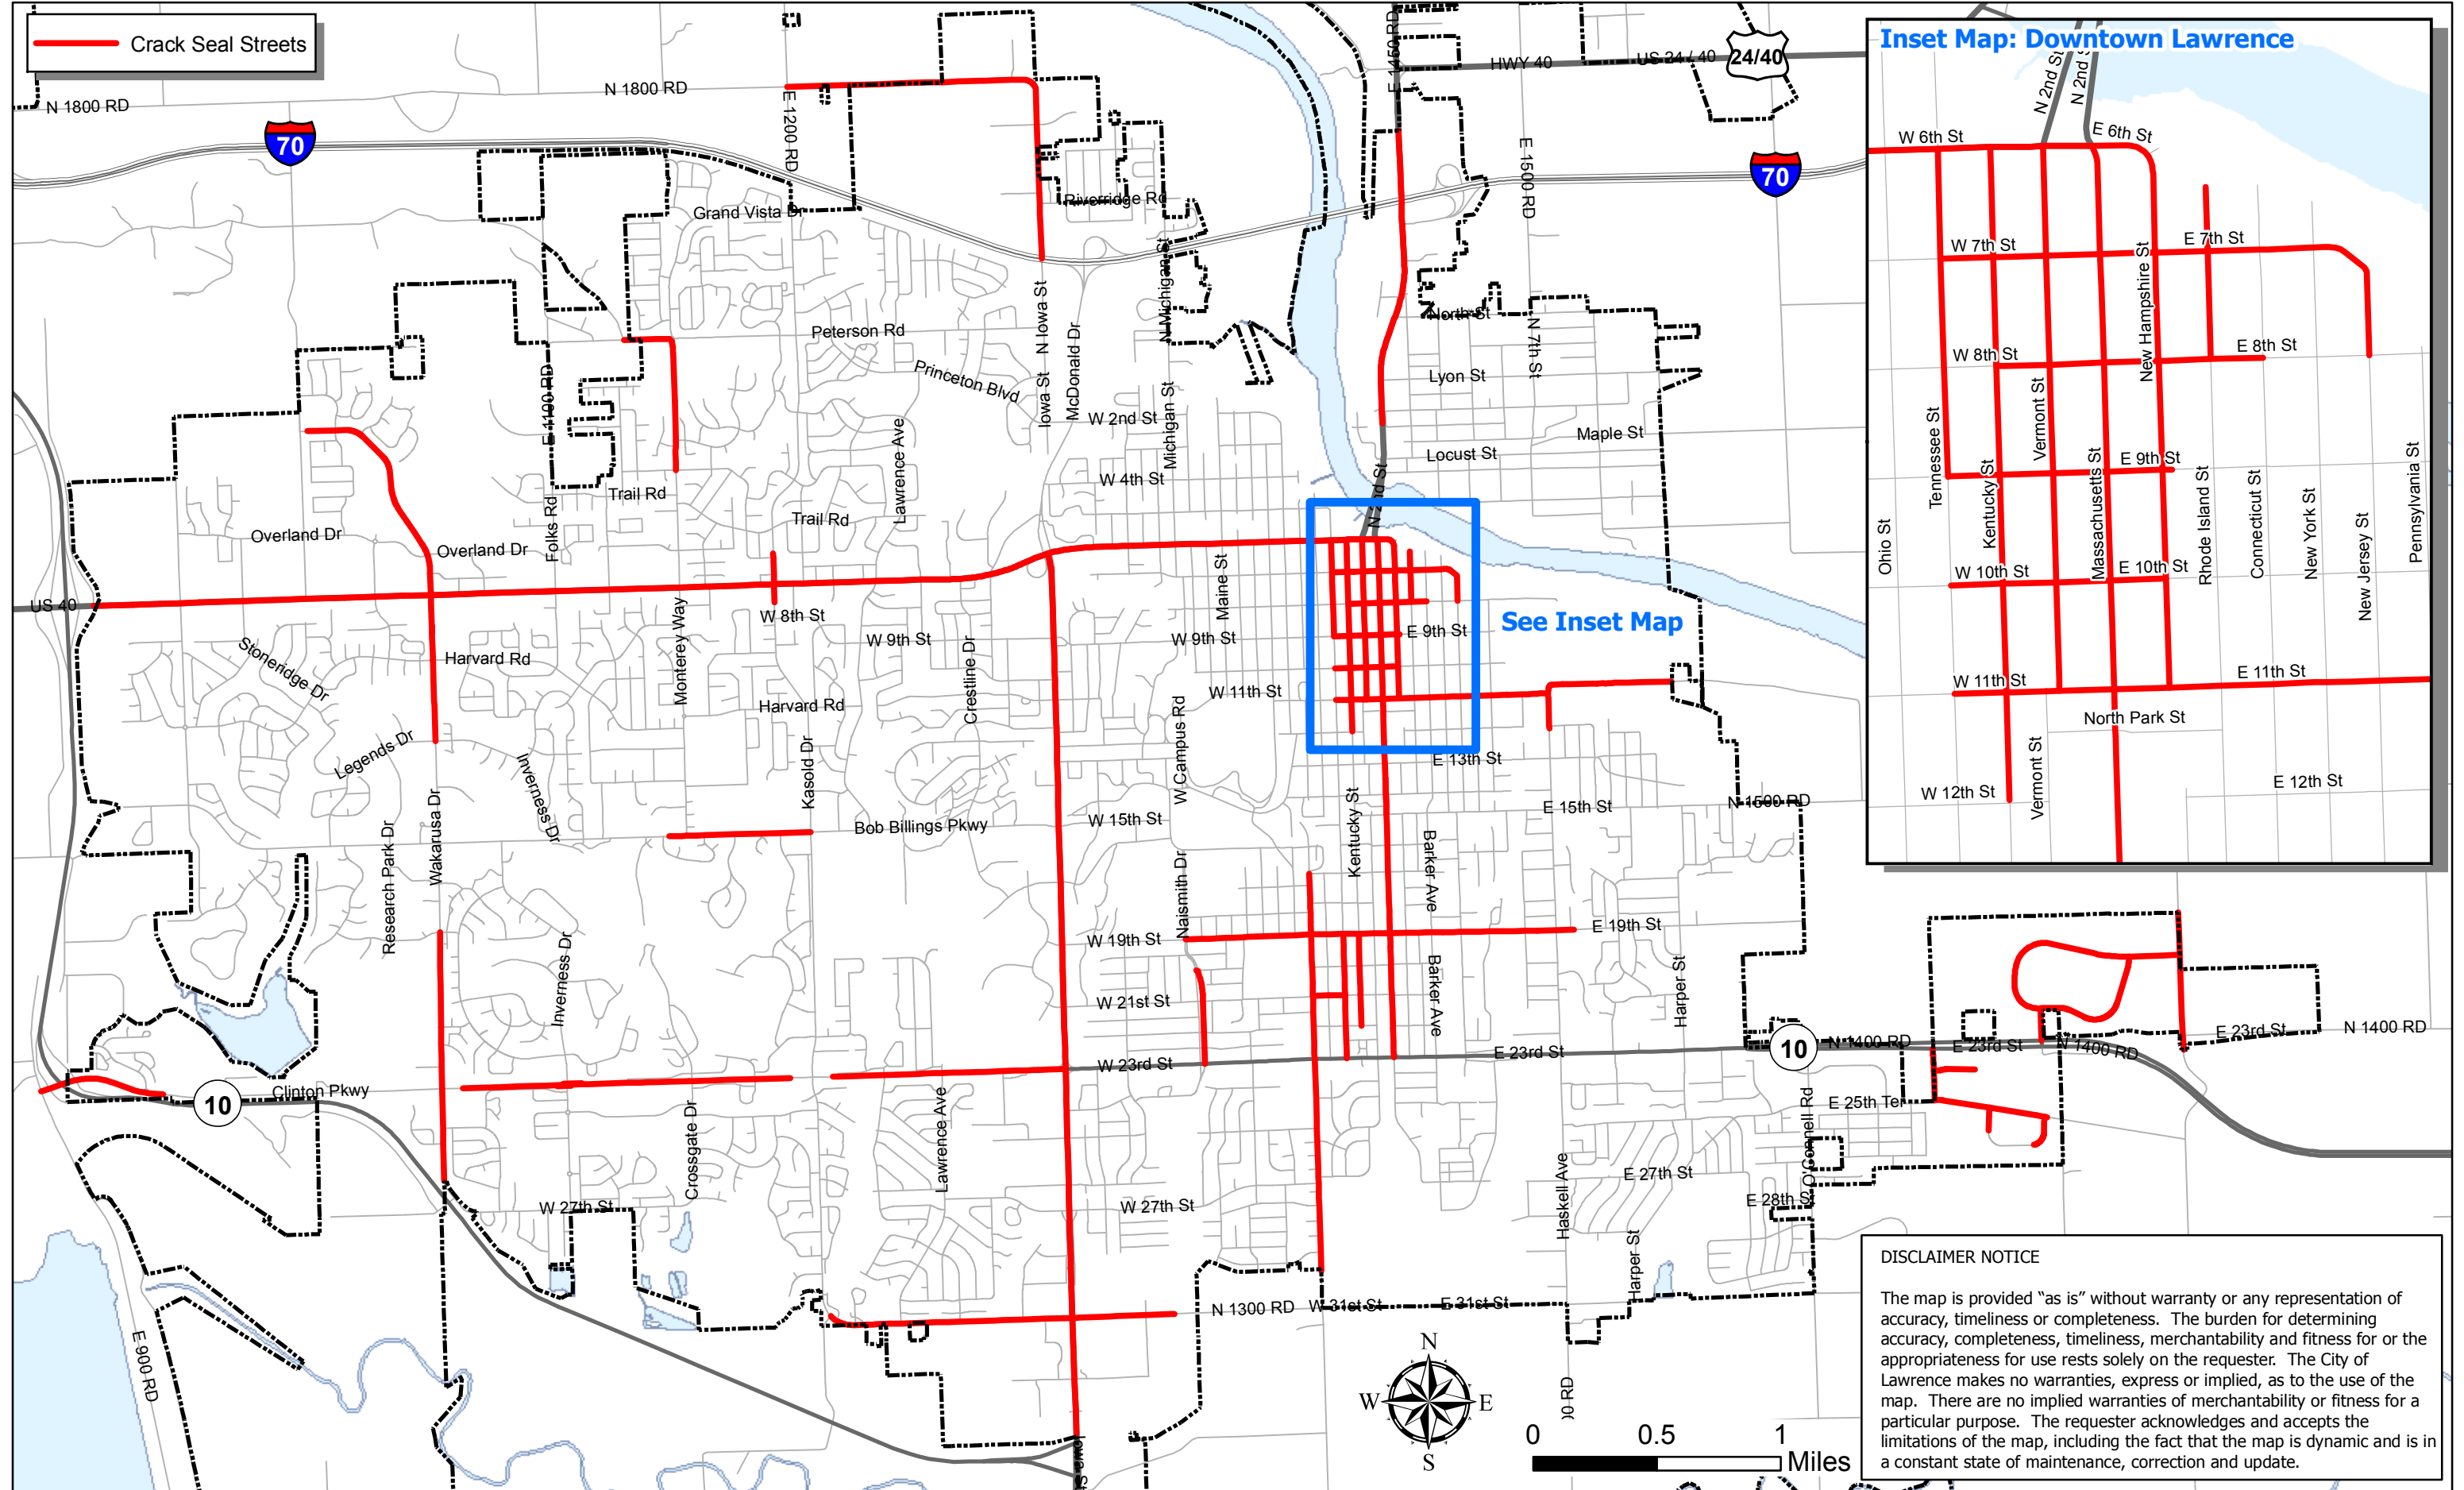 Crack Seal Streets
N 1800 RD
N 1800 RD
E 1200 RD
70
HWY 40
US 24 / 40
24/40
E 1450 RD
E 1500 RD
70
Grand Vista Dr
Riverridge Rd
N Michigan St
N Iowa St
Iowa St
McDonald Dr
Michigan St
Peterson Rd
Princeton Blvd
W 2nd St
W 4th St
North St
N 7th St
Lyon St
Maple St
Locust St
N 2nd St
E 1100 RD
Folks Rd
Trail Rd
Trail Rd
Lawrence Ave
Overland Dr
Overland Dr
US 40
Monterey Way
W 8th St
W 9th St
W 9th St
Maine St
E 9th St
See Inset Map
Stoneridge Dr
Harvard Rd
Harvard Rd
Crestline Dr
W 11th St
W Campus Rd
Legends Dr
Inverness Dr
Kasold Dr
E 13th St
Kentucky St
Wakarusa Dr
Research Park Dr
Bob Billings Pkwy
W 15th St
E 15th St
N 1500 RD
Barker Ave
Naismith Dr
W 19th St
E 19th St
Inverness Dr
Barker Ave
Harper St
W 21st St
W 23rd St
E 23rd St
10
N 1400 RD
E 23rd St
N 1400 RD
E 23rd St
N 1400 RD
Clinton Pkwy
10
Crossgate Dr
Lawrence Ave
E 25th Ter
O'Connell Rd
W 27th St
W 27th St
Haskell Ave
E 27th St
E 28th S
Harper St
N 1300 RD
W 31st St
E 31st St
E 900 RD
Iowa S
00 RD
N
W
E
S
0
0.5
1
Miles
Inset Map: Downtown Lawrence
N 2nd St
N 2nd S
W 6th St
E 6th St
W 7th St
E 7th St
New Hampshire St
W 8th St
E 8th St
Tennessee St
Vermont St
W 9th St
Kentucky St
Massachusetts St
E 9th St
Rhode Island St
Connecticut St
New York St
New Jersey St
Pennsylvania St
Ohio St
W 10th St
E 10th St
W 11th St
E 11th St
North Park St
Vermont St
W 12th St
E 12th St
DISCLAIMER NOTICE
The map is provided “as is” without warranty or any representation of
accuracy, timeliness or completeness.  The burden for determining
accuracy, completeness, timeliness, merchantability and fitness for or the
appropriateness for use rests solely on the requester.  The City of
Lawrence makes no warranties, express or implied, as to the use of the
map.  There are no implied warranties of merchantability or fitness for a
particular purpose.  The requester acknowledges and accepts the
limitations of the map, including the fact that the map is dynamic and is in
a constant state of maintenance, correction and update.